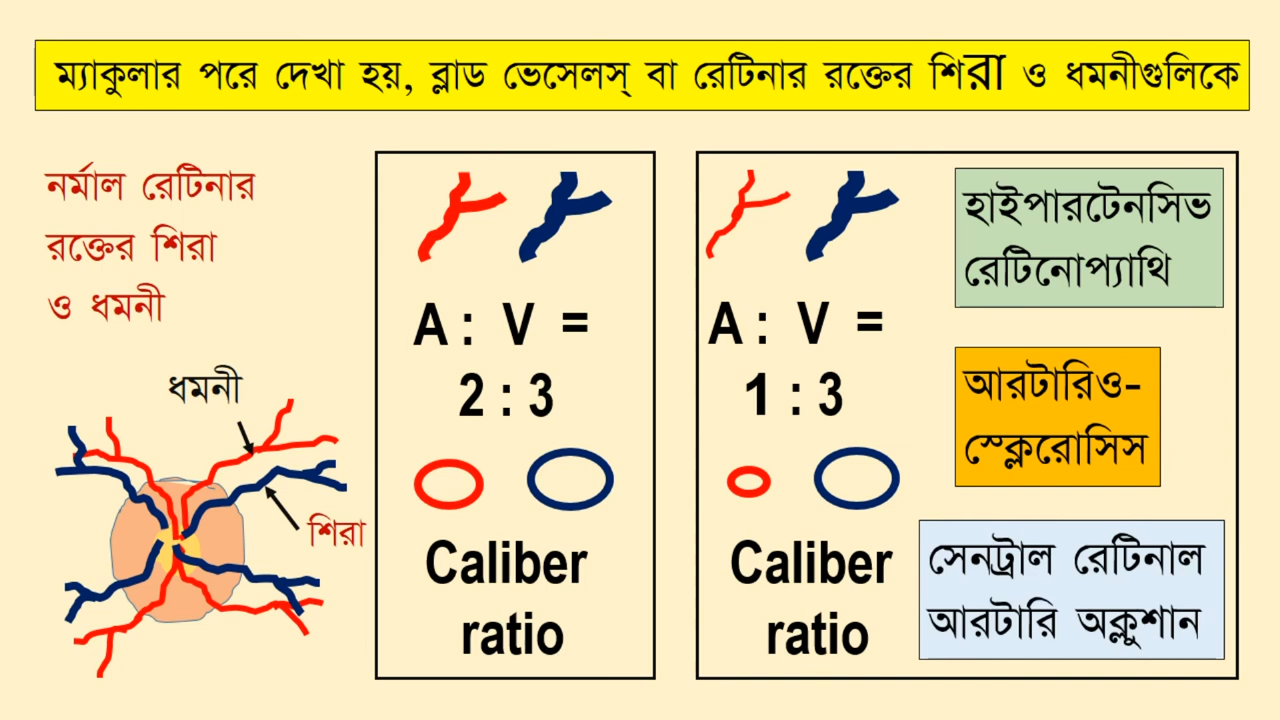 ম্যাকুলার পরে দেখা হয়, ব্লাড ভেসেলস্ বা রেটিনার রক্তের শিরা ও ধমনীগুলিকে
নর্মাল রেটিনার
রক্তের শিরা
ও ধমনী
ধমনী
শিরা
A : V =
2 : 3
Caliber
ratio
A : V =
1 : 3
Caliber
ratio
হাইপারটেনসিভ
রেটিনোপ্যাথি
আরটারিও-
স্ক্লেরোসিস
সেনট্রাল রেটিনাল
আরটারি অক্লুশান